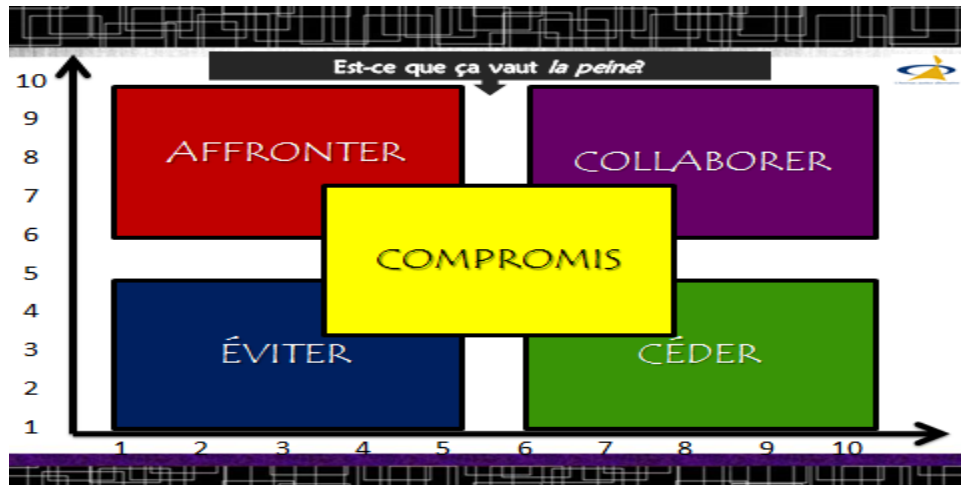 Est-ce que ça vaut la peine?
10
9
8
7
6
5
4
3
2
1
AFFRONTER
COLLABORER
COMPROMIS
ÉVITER
CÉDER
1 2 3 4 5 6 7 8 9 10